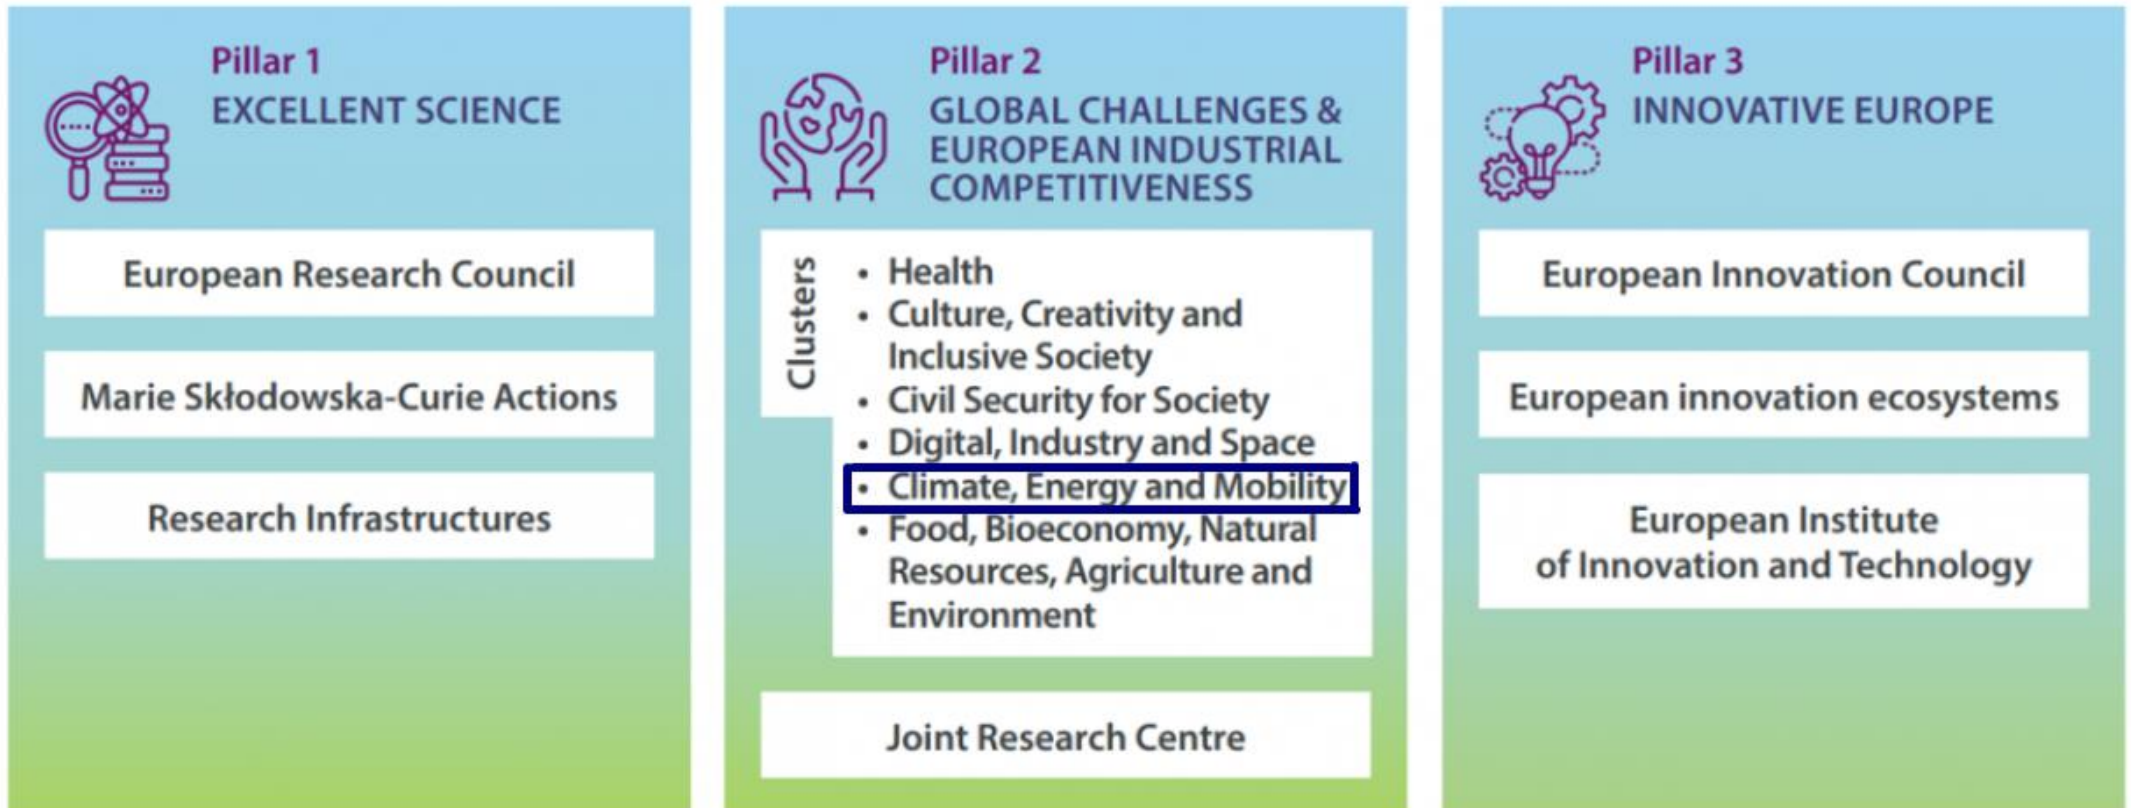 Pillar 1
EXCELLENT SCIENCE
European Research Council
Marie Skłodowska-Curie Actions
Research Infrastructures
Pillar 2
GLOBAL CHALLENGES &
EUROPEAN INDUSTRIAL
COMPETITIVENESS
Clusters
• Health
• Culture, Creativity and
Inclusive Society
• Civil Security for Society
• Digital, Industry and Space
• Climate, Energy and Mobility
• Food, Bioeconomy, Natural
Resources, Agriculture and
Environment
Joint Research Centre
Pillar 3
INNOVATIVE EUROPE
European Innovation Council
European innovation ecosystems
European Institute
of Innovation and Technology